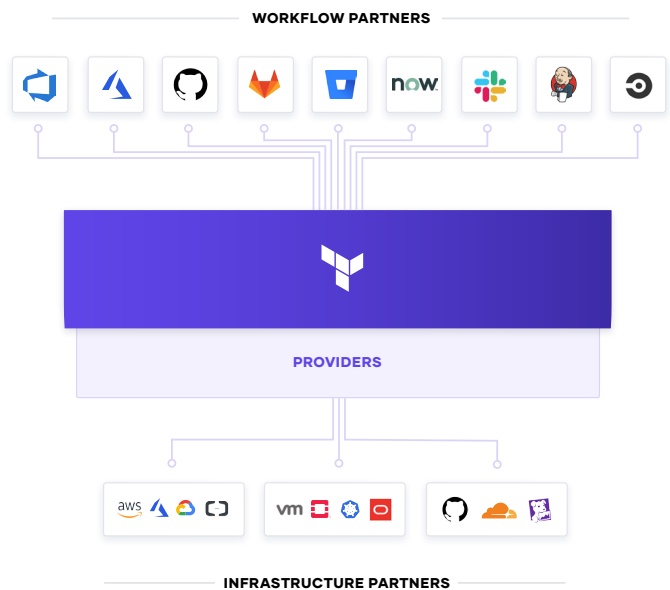 WORKFLOW PARTNERS
now
PROVIDERS
aws
vm
INFRASTRUCTURE PARTNERS